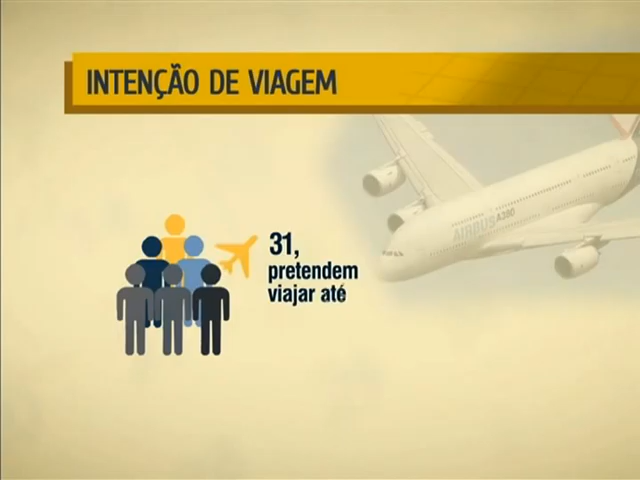 INTENÇÃO DE VIAGEM
AIRBUS A380
31,
pretendem
viajar até